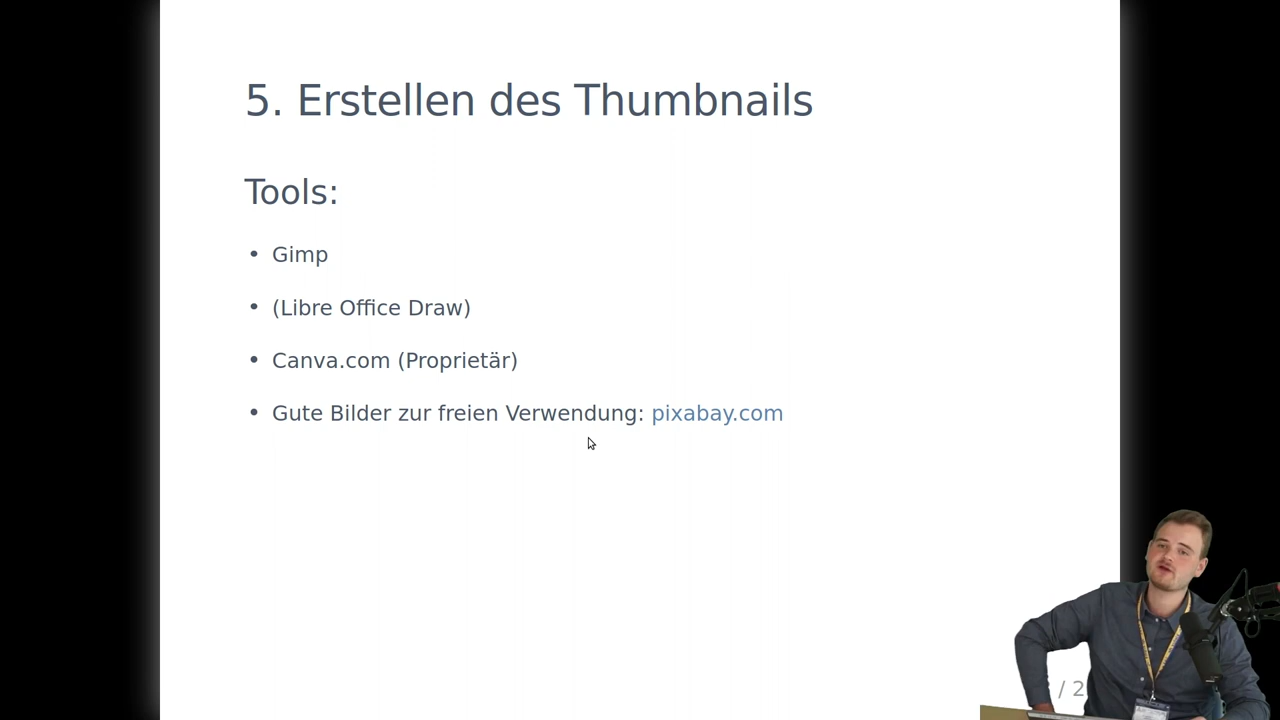 5. Erstellen des Thumbnails
Tools:
• Gimp
• (Libre Office Draw)
• Canva.com (Proprietär)
• Gute Bilder zur freien Verwendung: pixabay.com
/ 2